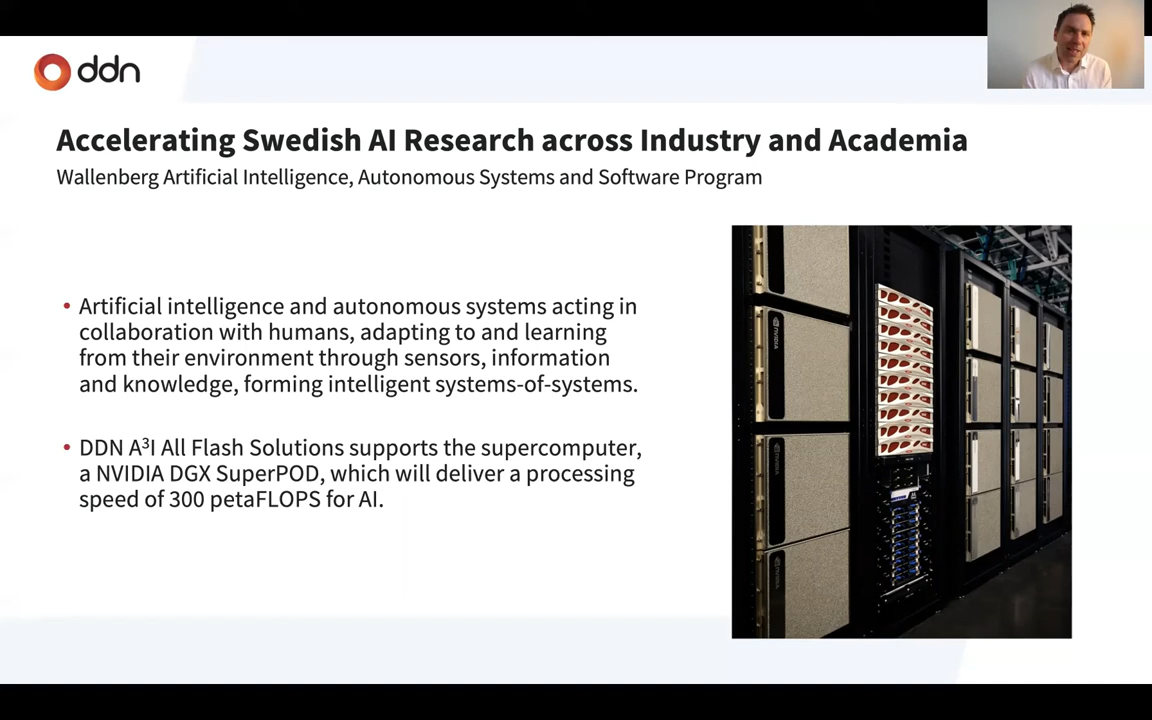 ddn
Accelerating Swedish AI Research across Industry and Academia
Wallenberg Artificial Intelligence, Autonomous Systems and Software Program
• Artificial intelligence and autonomous systems acting in
collaboration with humans, adapting to and learning
from their environment through sensors, information
and knowledge, forming intelligent systems-of-systems.
• DDN A³I All Flash Solutions supports the supercomputer,
a NVIDIA DGX SuperPOD, which will deliver a processing
speed of 300 petaFLOPS for AI.
NVIDIA
NVIDIA
NVIDIA